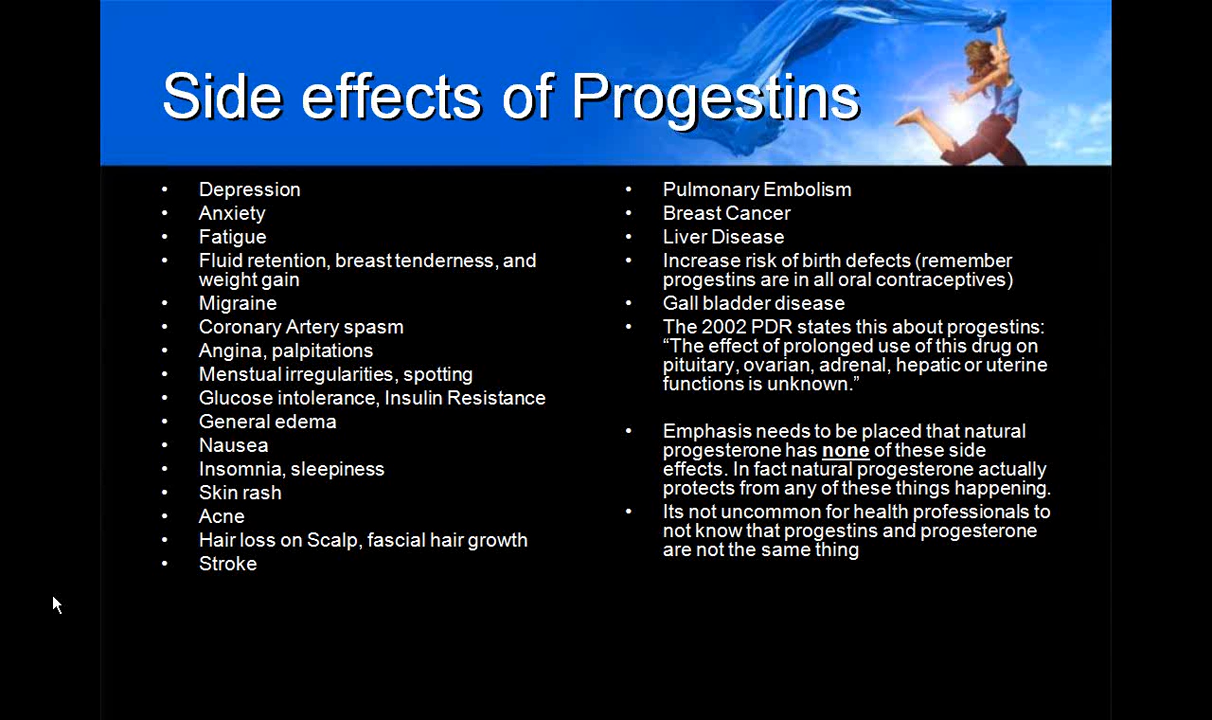 Side effects of Progestins
• Depression
• Anxiety
• Fatigue
• Fluid retention, breast tenderness, and
weight gain
• Migraine
• Coronary Artery spasm
• Angina, palpitations
• Menstual irregularities, spotting
• Glucose intolerance, Insulin Resistance
• General edema
• Nausea
• Insomnia, sleepiness
• Skin rash
• Acne
• Hair loss on Scalp, fascial hair growth
• Stroke
• Pulmonary Embolism
• Breast Cancer
• Liver Disease
• Increase risk of birth defects (remember
progestins are in all oral contraceptives)
• Gall bladder disease
• The 2002 PDR states this about progestins:
“The effect of prolonged use of this drug on
pituitary, ovarian, adrenal, hepatic or uterine
functions is unknown.”
• Emphasis needs to be placed that natural
progesterone has none of these side
effects. In fact natural progesterone actually
protects from any of these things happening.
• Its not uncommon for health professionals to
not know that progestins and progesterone
are not the same thing